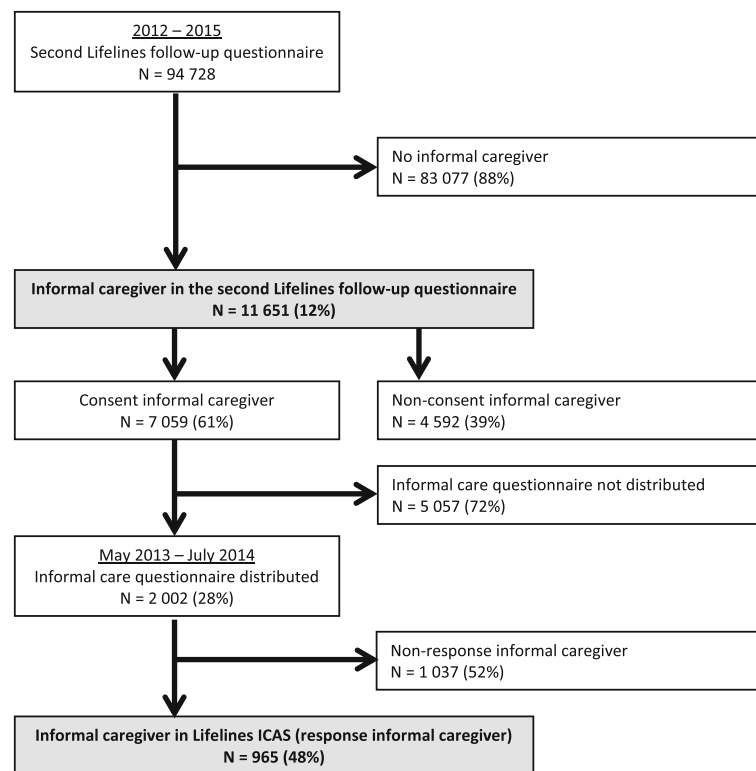 2012 – 2015
Second Lifelines follow-up questionnaire
N = 94 728
No informal caregiver
N = 83 077 (88%)
Informal caregiver in the second Lifelines follow-up questionnaire
N = 11 651 (12%)
Consent informal caregiver
N = 7 059 (61%)
Non-consent informal caregiver
N = 4 592 (39%)
Informal care questionnaire not distributed
N = 5 057 (72%)
May 2013 – July 2014
Informal care questionnaire distributed
N = 2 002 (28%)
Non-response informal caregiver
N = 1 037 (52%)
Informal caregiver in Lifelines ICAS (response informal caregiver)
N = 965 (48%)